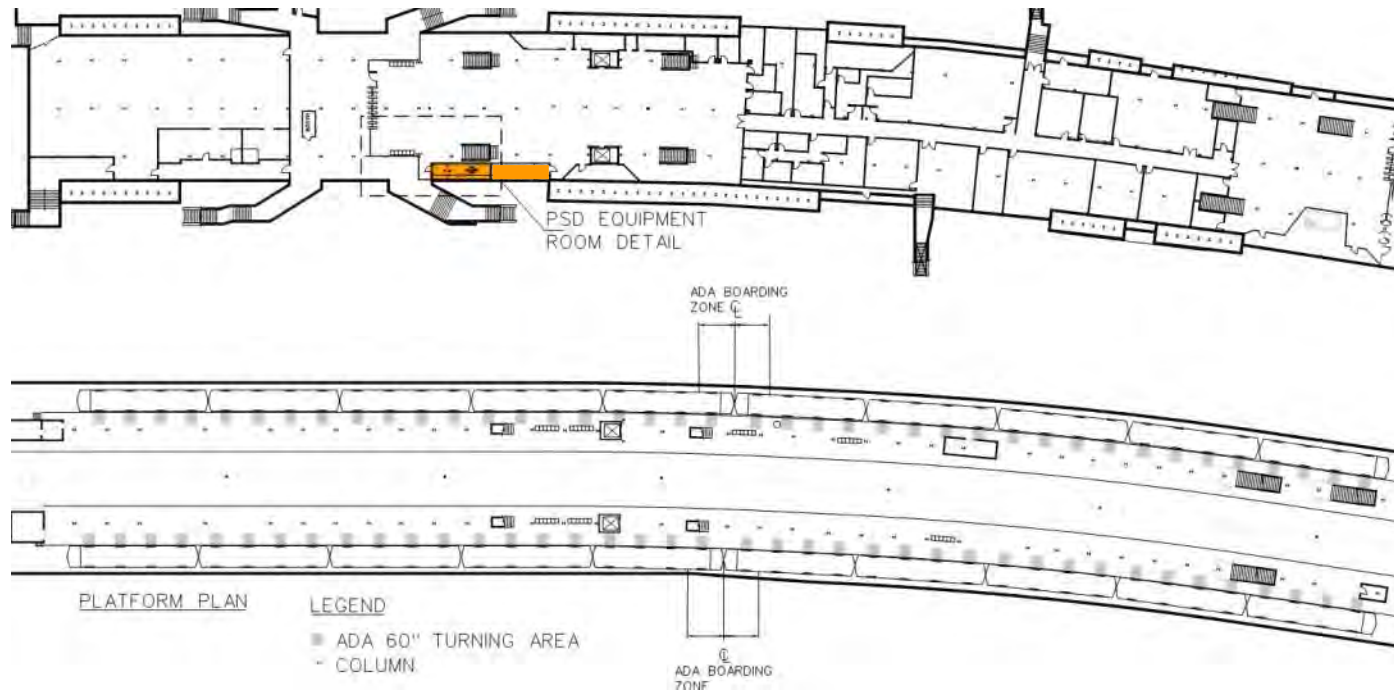 PSD EQUIPMENT
ROOM DETAIL
ADA BOARDING
ZONE ℄
PLATFORM PLAN
LEGEND
ADA 60" TURNING AREA
COLUMN
℄
ADA BOARDING
ZONE